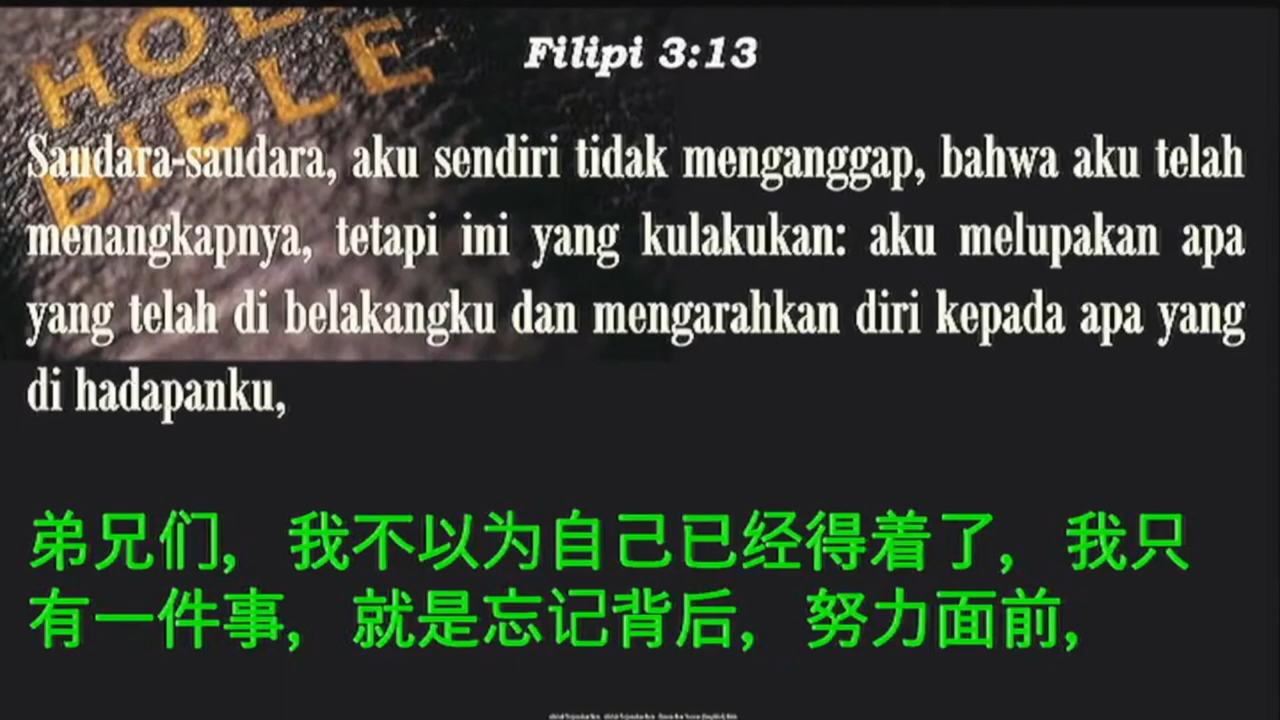 HOLY
BIBLE
Filipi 3:13
Saudara-saudara, aku sendiri tidak menganggap, bahwa aku telah
menangkapnya, tetapi ini yang kulakukan: aku melupakan apa
yang telah di belakangku dan mengarahkan diri kepada apa yang
di hadapanku,
弟兄们, 我不以为自己已经得着了, 我只
有一件事, 就是忘记背后, 努力面前,